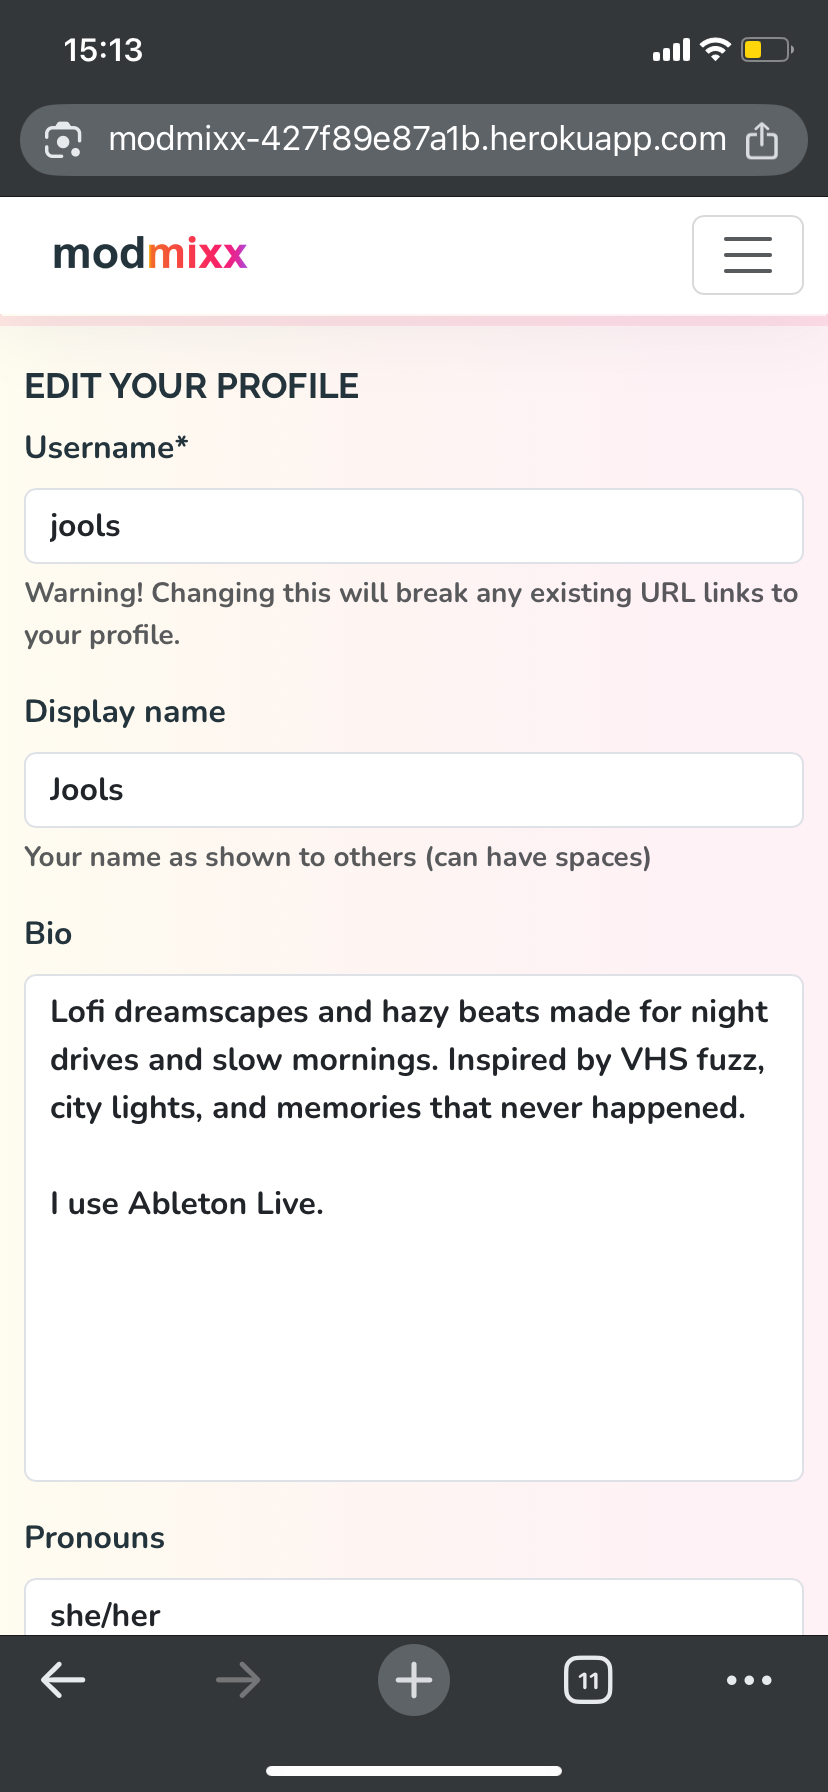 15:13
modmixx-427f89e87a1b.herokuapp.com
modmixx
EDIT YOUR PROFILE
Username*
jools
Warning! Changing this will break any existing URL links to
your profile.
Display name
Jools
Your name as shown to others (can have spaces)
Bio
Lofi dreamscapes and hazy beats made for night
drives and slow mornings. Inspired by VHS fuzz,
city lights, and memories that never happened.
I use Ableton Live.
Pronouns
she/her
11